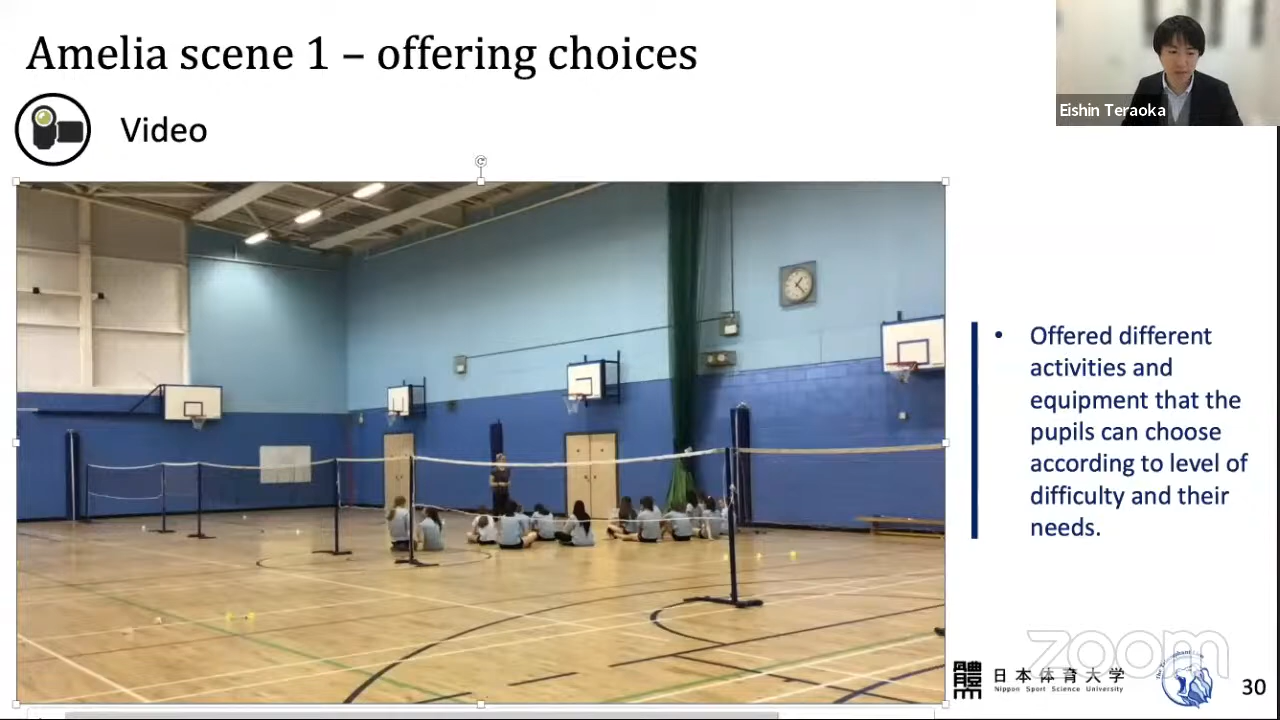 Amelia scene 1 – offering choices
Eishin Teraoka
Video
• Offered different
activities and
equipment that the
pupils can choose
according to level of
difficulty and their
needs.
zoom
日本体育大学
Nippon Sport Science University
30